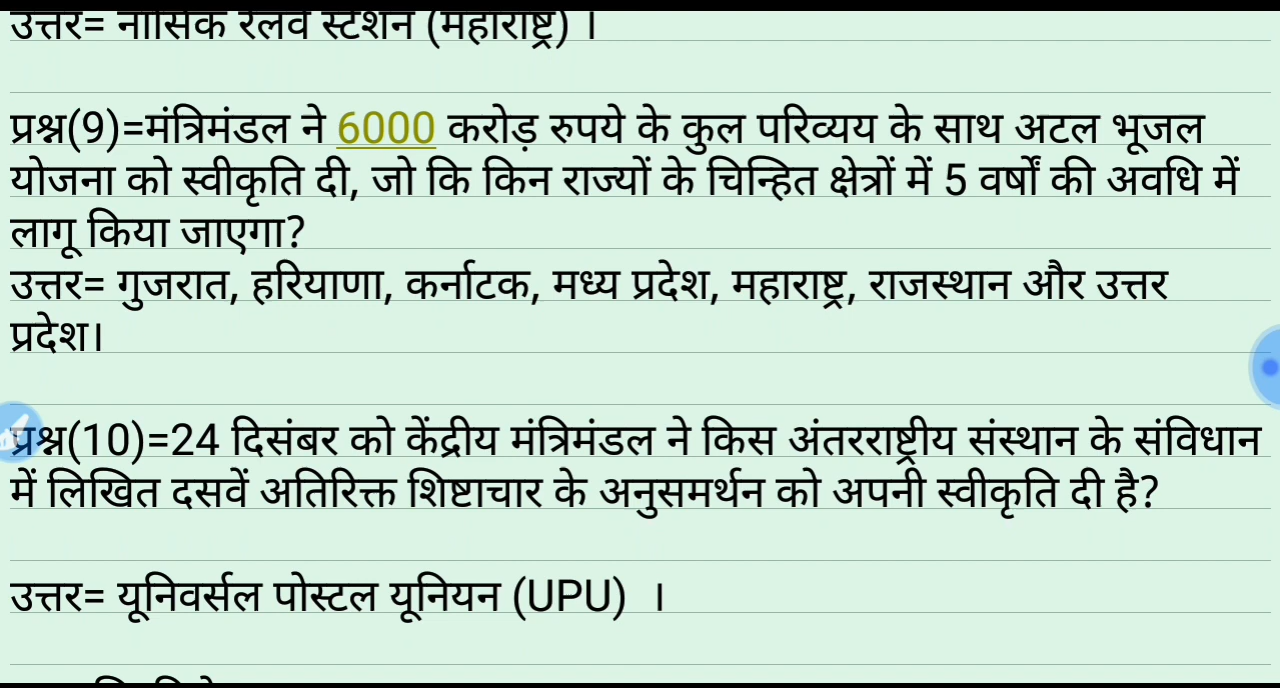 उत्तर= नासिक रेलवे स्टेशन (महाराष्ट्र) ।
प्रश्न(9)=मंत्रिमंडल ने 6000 करोड़ रुपये के कुल परिव्यय के साथ अटल भूजल
योजना को स्वीकृति दी, जो कि किन राज्यों के चिन्हित क्षेत्रों में 5 वर्षों की अवधि में
लागू किया जाएगा?
उत्तर= गुजरात, हरियाणा, कर्नाटक, मध्य प्रदेश, महाराष्ट्र, राजस्थान और उत्तर
प्रदेश।
प्रश्न(10)=24 दिसंबर को केंद्रीय मंत्रिमंडल ने किस अंतरराष्ट्रीय संस्थान के संविधान
में लिखित दसवें अतिरिक्त शिष्टाचार के अनुसमर्थन को अपनी स्वीकृति दी है?
उत्तर= यूनिवर्सल पोस्टल यूनियन (UPU) ।